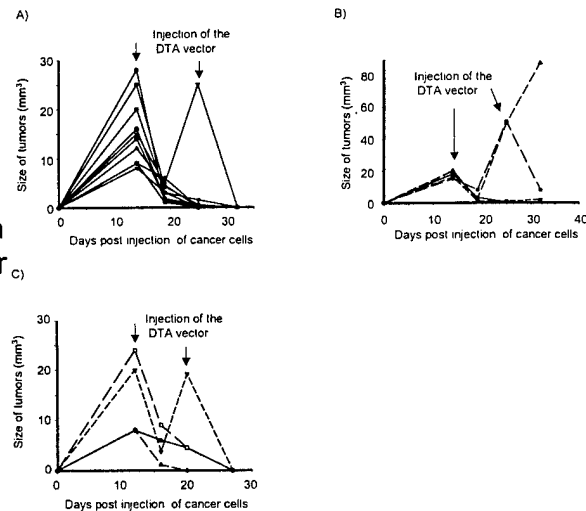 A)
Injection of the
DTA vector
30
20
10
0
Size of tumors (mm³)
0 10 20 30
Days post injection of cancer cells
B)
Injection of the
DTA vector
80
60
40
20
0
Size of tumors (mm³)
0 10 20 30 40
Days post injection of cancer cells
r
C)
Injection of the
DTA vector
30
20
10
0
Size of tumors (mm³)
0 10 20 30
Days post injection of cancer cells